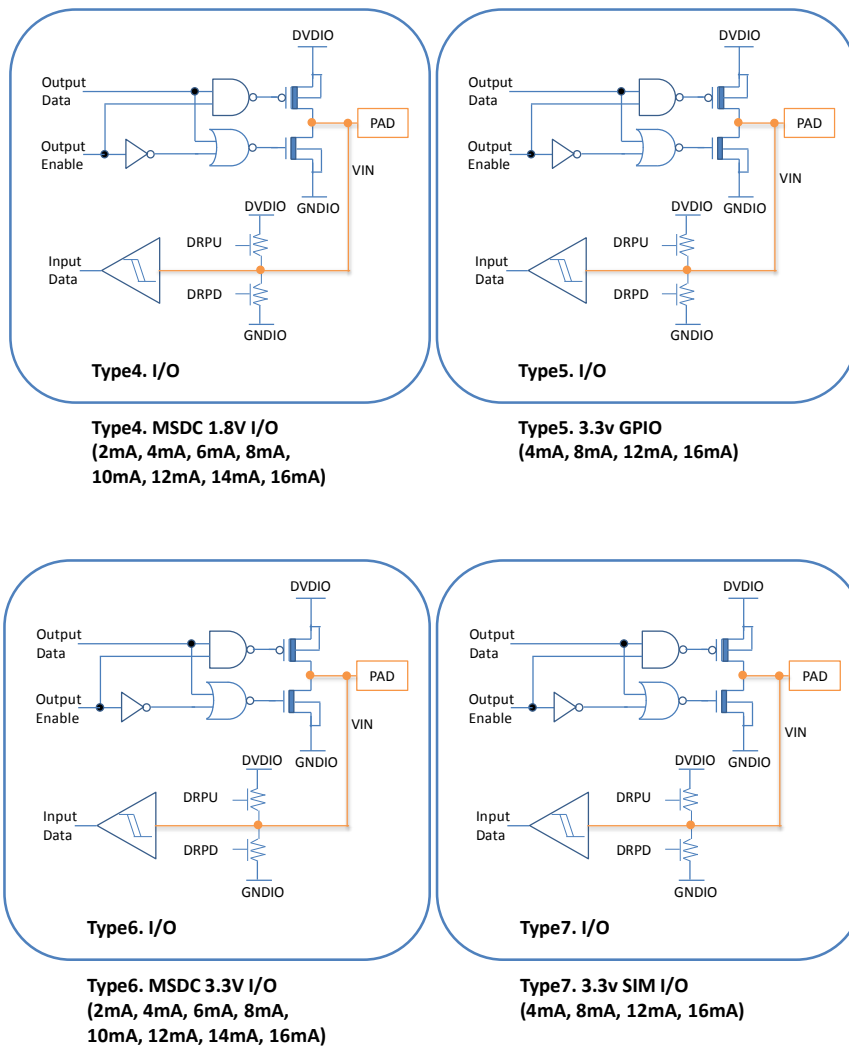 DVDIO
Output
Data
PAD
Output
Enable
VIN
DVDIO
GNDIO
DRPU
Input
Data
DRPD
GNDIO
Type4. I/O
Type4. MSDC 1.8V I/O
(2mA, 4mA, 6mA, 8mA,
10mA, 12mA, 14mA, 16mA)
DVDIO
Output
Data
PAD
Output
Enable
VIN
DVDIO
GNDIO
DRPU
Input
Data
DRPD
GNDIO
Type5. I/O
Type5. 3.3v GPIO
(4mA, 8mA, 12mA, 16mA)
DVDIO
Output
Data
PAD
Output
Enable
VIN
DVDIO
GNDIO
DRPU
Input
Data
DRPD
GNDIO
Type6. I/O
Type6. MSDC 3.3V I/O
(2mA, 4mA, 6mA, 8mA,
10mA, 12mA, 14mA, 16mA)
DVDIO
Output
Data
PAD
Output
Enable
VIN
DVDIO
GNDIO
DRPU
Input
Data
DRPD
GNDIO
Type7. I/O
Type7. 3.3v SIM I/O
(4mA, 8mA, 12mA, 16mA)